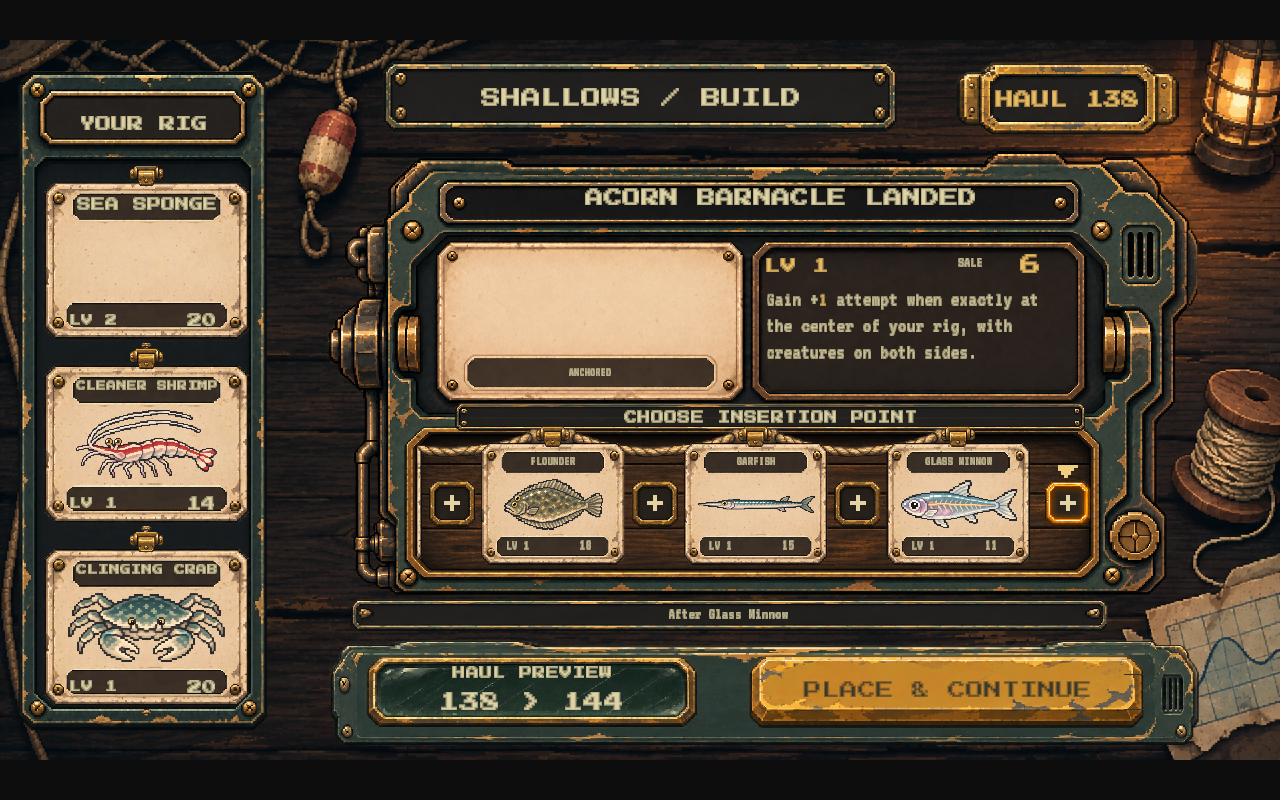 SHALLOWS / BUILD
HAUL 138
YOUR RIG
SEA SPONGE
LV 2 20
CLEANER SHRIMP
LV 1 14
CLINGING CRAB
LV 1 20
ACORN BARNACLE LANDED
ANCHORED
LV 1 SALE 6
Gain +1 attempt when exactly at
the center of your rig, with
creatures on both sides.
CHOOSE INSERTION POINT
+
FLOUNDER
LV 1 18
+
GARFISH
LV 1 15
+
GLASS MINNOW
LV 1 11
+
After Glass Minnow
HAUL PREVIEW
138 > 144
PLACE & CONTINUE